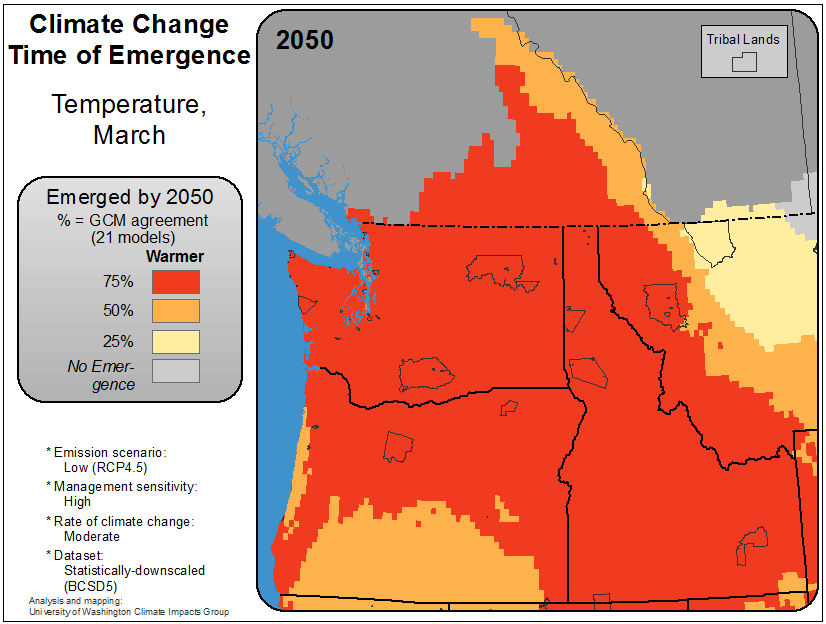 Climate Change
Time of Emergence
Temperature,
March
Emerged by 2050
% = GCM agreement
(21 models)
Warmer
75%
50%
25%
No Emer-
gence
* Emission scenario:
Low (RCP4.5)
* Management sensitivity:
High
* Rate of climate change:
Moderate
* Dataset:
Statistically-downscaled
(BCSD5)
Analysis and mapping:
University of Washington Climate Impacts Group
2050
Tribal Lands